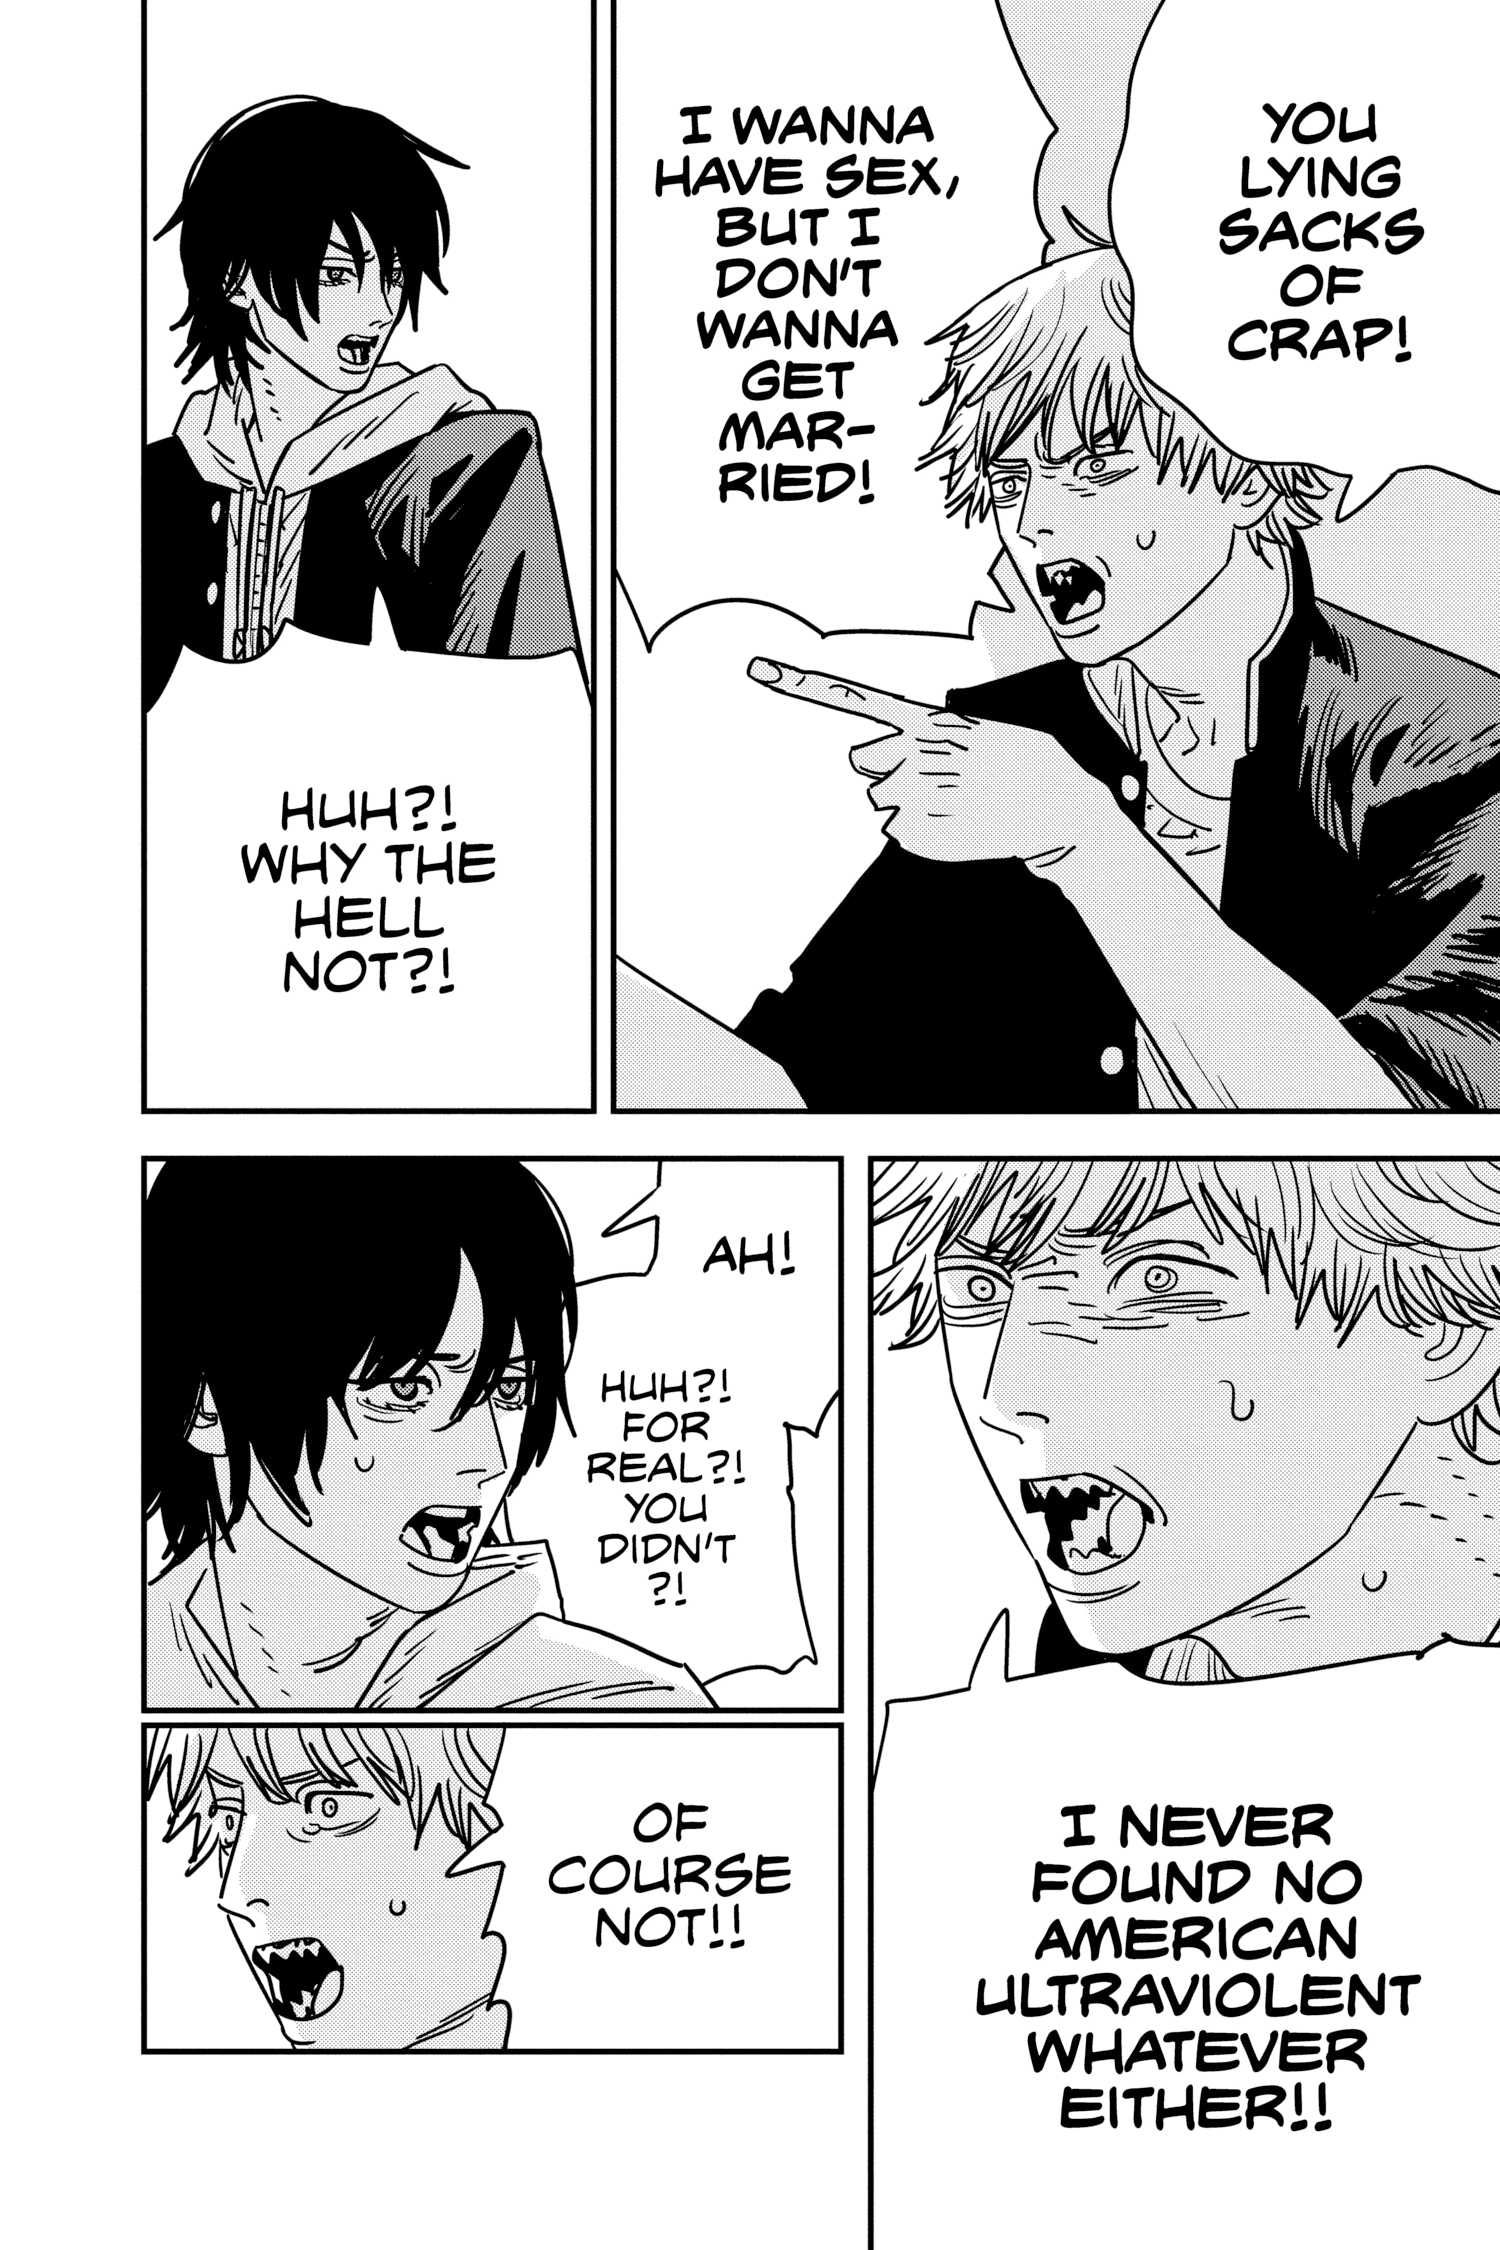 YOU
LYING
SACKS
OF
CRAP!
I WANNA
HAVE SEX,
BUT I
DON'T
WANNA
GET
MAR-
RIED!
HUH?!
WHY THE
HELL
NOT?!
I NEVER
FOUND NO
AMERICAN
ULTRAVIOLENT
WHATEVER
EITHER!!
AH!
HUH?!
FOR
REAL?!
YOU
DIDN'T
?!
OF
COURSE
NOT!!